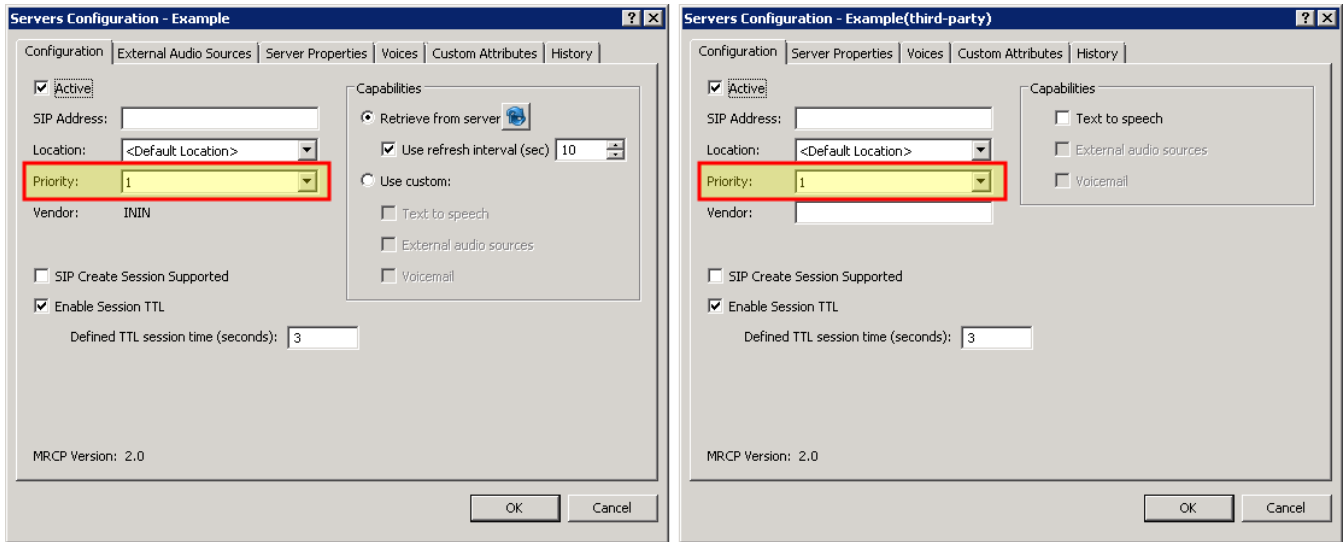 Servers Configuration - Example
Configuration External Audio Sources Server Properties Voices Custom Attributes History
Active
SIP Address:
Location: <Default Location>
Priority: 1
Vendor: ININ
SIP Create Session Supported
Enable Session TTL
Defined TTL session time (seconds): 3
MRCP Version: 2.0
Capabilities
Retrieve from server
Use refresh interval (sec) 10
Use custom:
Text to speech
External audio sources
Voicemail
OK Cancel
Servers Configuration - Example(third-party)
Configuration Server Properties Voices Custom Attributes History
Active
SIP Address:
Location: <Default Location>
Priority: 1
Vendor:
SIP Create Session Supported
Enable Session TTL
Defined TTL session time (seconds): 3
MRCP Version: 2.0
Capabilities
Text to speech
External audio sources
Voicemail
OK Cancel